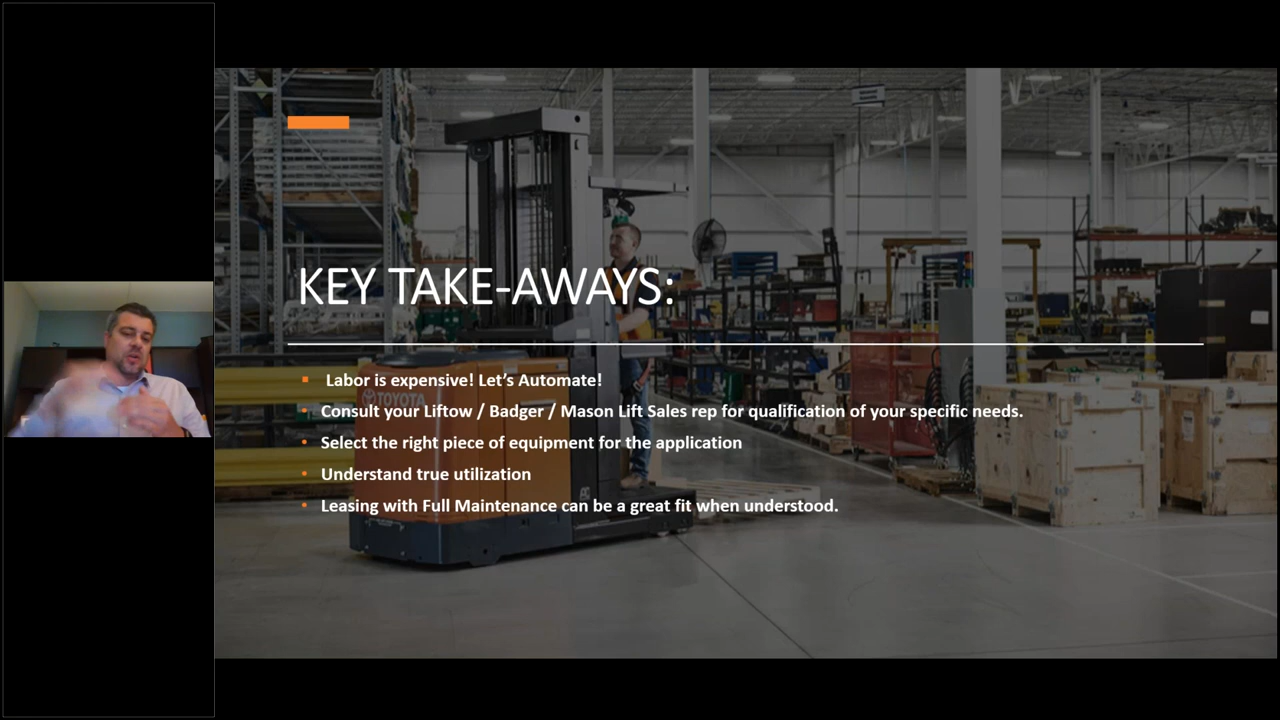 KEY TAKE-AWAYS:
Labor is expensive! Let's Automate!
TOYOTA
Consult your Liftow / Badger / Mason Lift Sales rep for qualification of your specific needs.
Select the right piece of equipment for the application
Understand true utilization
Leasing with Full Maintenance can be a great fit when understood.